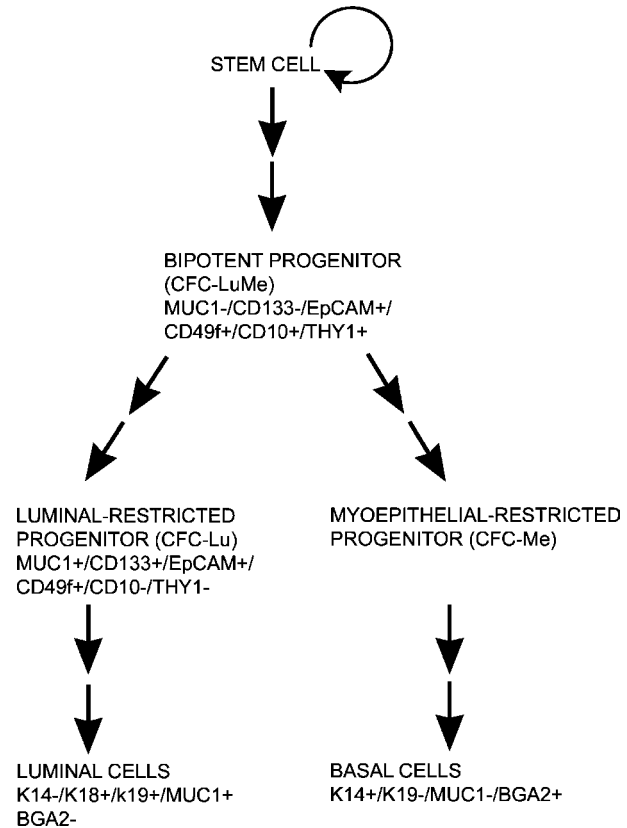 STEM CELL
BIPOTENT PROGENITOR
(CFC-LuMe)
MUC1-/CD133-/EpCAM+/
CD49f+/CD10+/THY1+
LUMINAL-RESTRICTED
PROGENITOR (CFC-Lu)
MUC1+/CD133+/EpCAM+/
CD49f+/CD10-/THY1-
MYOEPITHELIAL-RESTRICTED
PROGENITOR (CFC-Me)
LUMINAL CELLS
K14-/K18+/k19+/MUC1+
BGA2-
BASAL CELLS
K14+/K19-/MUC1-/BGA2+